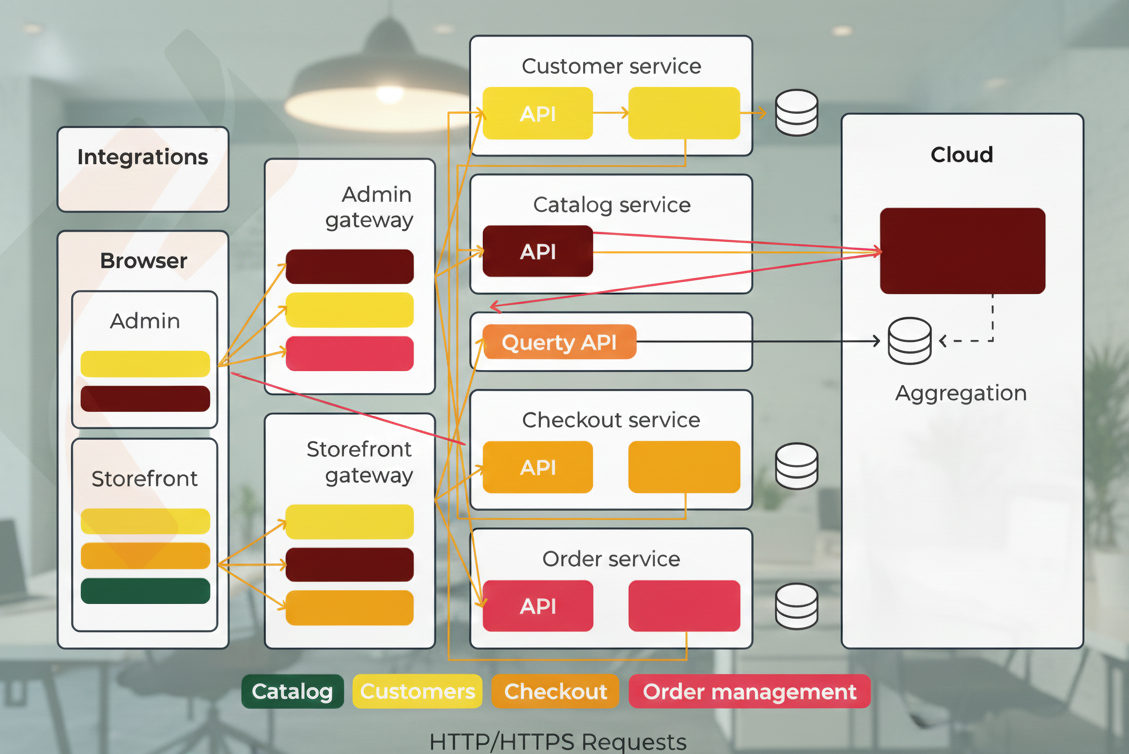 Integrations
Browser
Admin
Storefront
Admin
gateway
Storefront
gateway
Customer service
API
Catalog service
API
Querty API
Checkout service
API
Order service
API
Cloud
Aggregation
Catalog
Customers
Checkout
Order management
HTTP/HTTPS Requests